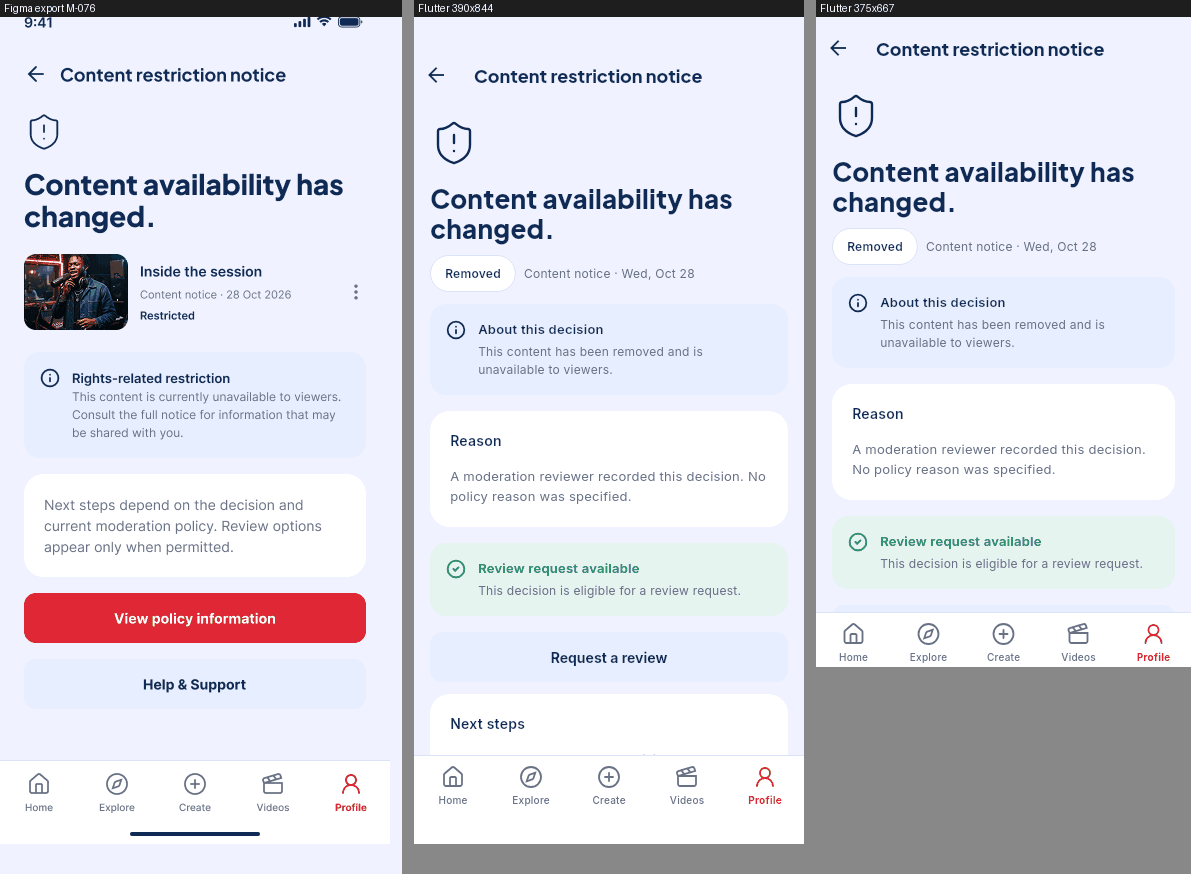 Figma export M-076
9:41
Content restriction notice
Content availability has
changed.
Inside the session
Content notice · 28 Oct 2026
Restricted
Rights-related restriction
This content is currently unavailable to viewers.
Consult the full notice for information that may
be shared with you.
Next steps depend on the decision and
current moderation policy. Review options
appear only when permitted.
View policy information
Help & Support
Home
Explore
Create
Videos
Profile
Flutter 390x844
Content restriction notice
Content availability has
changed.
Removed
Content notice · Wed, Oct 28
About this decision
This content has been removed and is
unavailable to viewers.
Reason
A moderation reviewer recorded this decision. No
policy reason was specified.
Review request available
This decision is eligible for a review request.
Request a review
Next steps
Home
Explore
Create
Videos
Profile
Flutter 375x667
Content restriction notice
Content availability has
changed.
Removed
Content notice · Wed, Oct 28
About this decision
This content has been removed and is
unavailable to viewers.
Reason
A moderation reviewer recorded this decision.
No policy reason was specified.
Review request available
This decision is eligible for a review request.
Home
Explore
Create
Videos
Profile